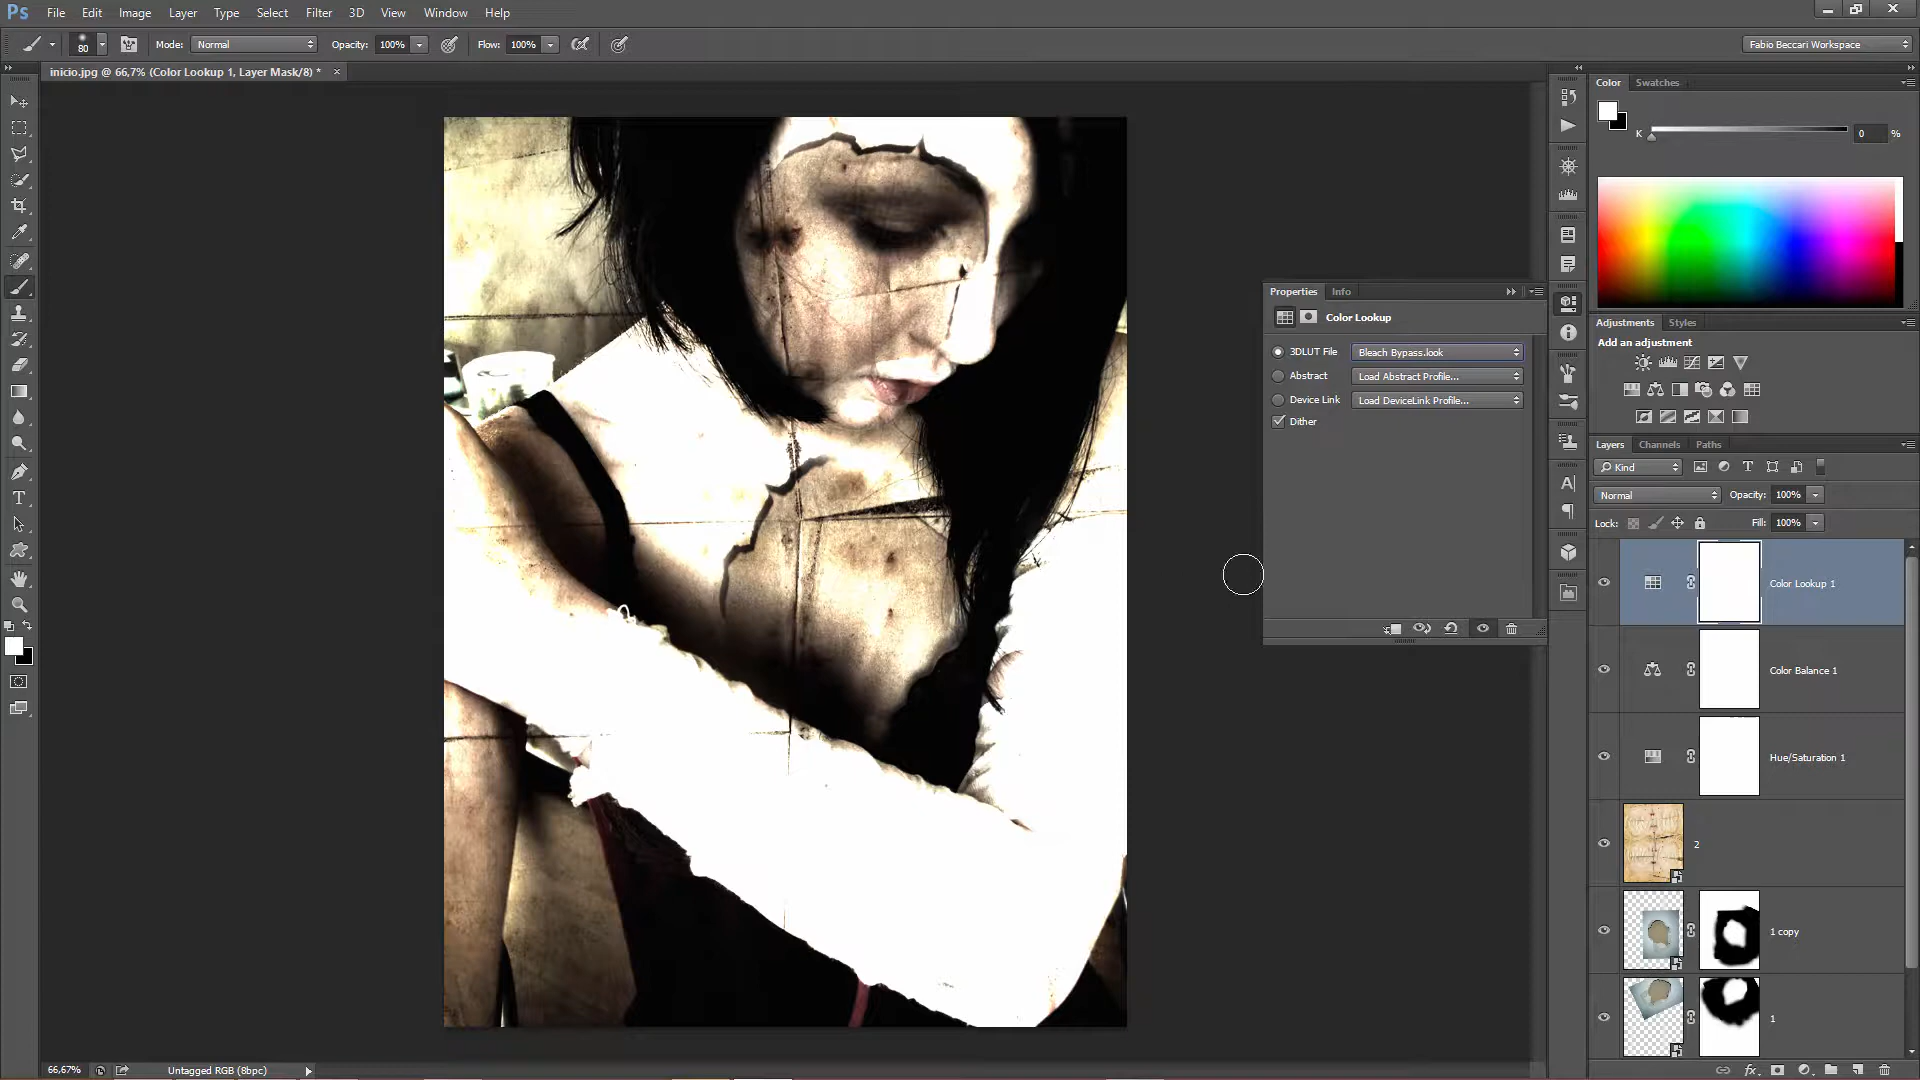 Ps File Edit Image Layer Type Select Filter 3D View Window Help
80 Mode: Normal Opacity: 100% Flow: 100% Fabio Beccari Workspace
inicio.jpg @ 66,7% (Color Lookup 1, Layer Mask/8) * ×
Color Swatches
K 0 %
Properties Info
Color Lookup
3DLUT File Bleach Bypass.look
Abstract Load Abstract Profile...
Device Link Load DeviceLink Profile...
Dither
Adjustments Styles
Add an adjustment
Layers Channels Paths
Kind
Normal Opacity: 100%
Lock: Fill: 100%
Color Lookup 1
Color Balance 1
Hue/Saturation 1
2
1 copy
1
66,67% Untagged RGB (8bpc)